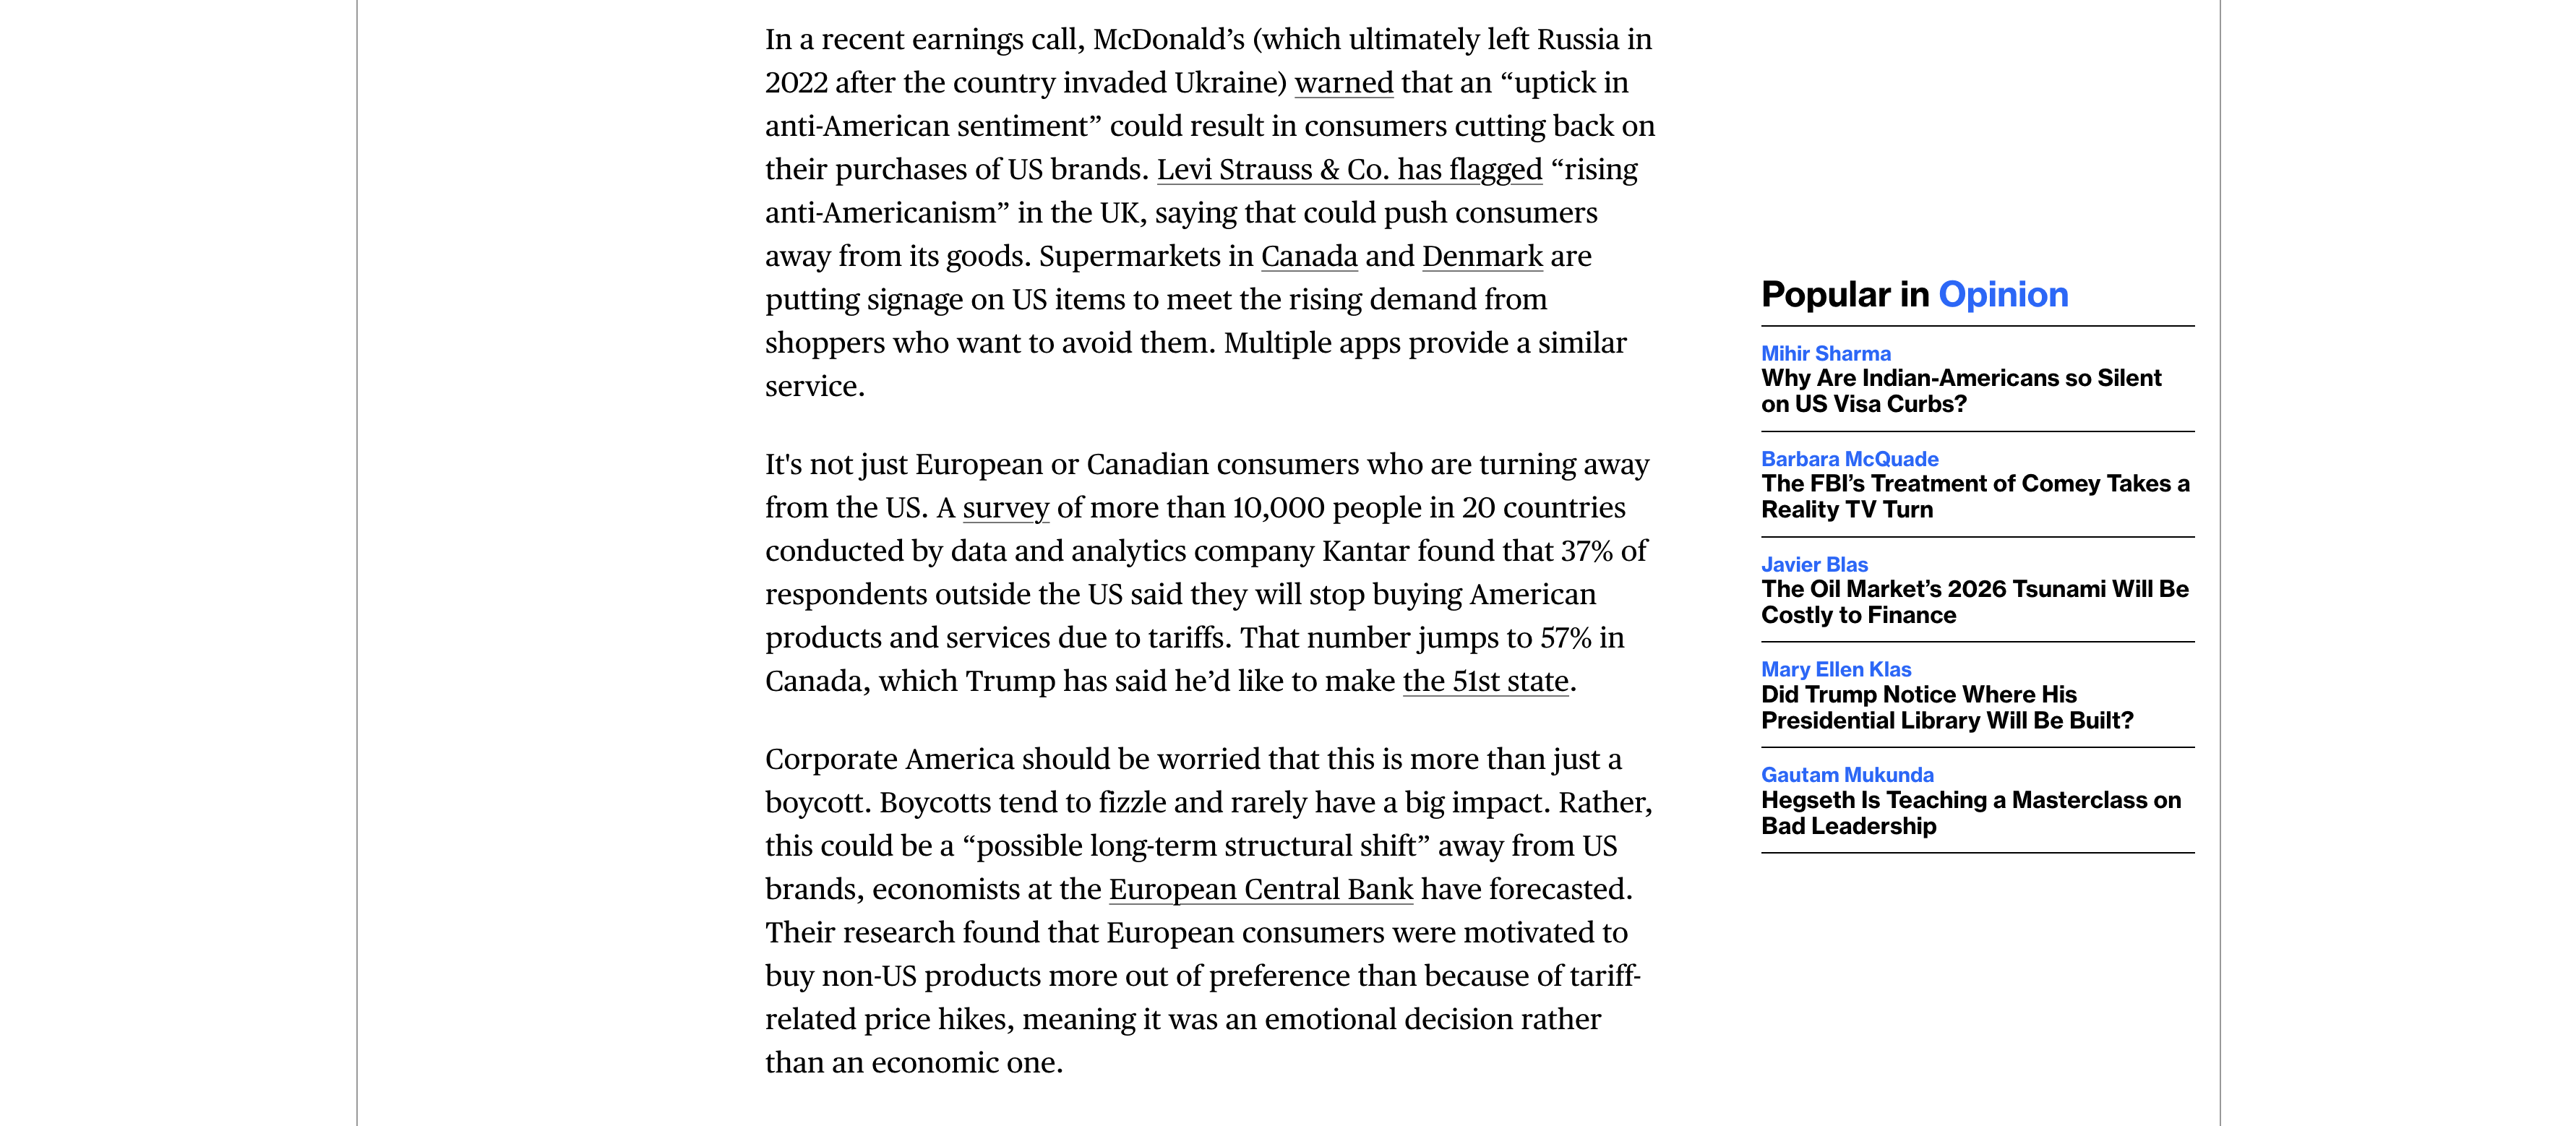 In a recent earnings call, McDonald’s (which ultimately left Russia in
2022 after the country invaded Ukraine) warned that an “uptick in
anti-American sentiment” could result in consumers cutting back on
their purchases of US brands. Levi Strauss & Co. has flagged “rising
anti-Americanism” in the UK, saying that could push consumers
away from its goods. Supermarkets in Canada and Denmark are
putting signage on US items to meet the rising demand from
shoppers who want to avoid them. Multiple apps provide a similar
service.
It's not just European or Canadian consumers who are turning away
from the US. A survey of more than 10,000 people in 20 countries
conducted by data and analytics company Kantar found that 37% of
respondents outside the US said they will stop buying American
products and services due to tariffs. That number jumps to 57% in
Canada, which Trump has said he’d like to make the 51st state.
Corporate America should be worried that this is more than just a
boycott. Boycotts tend to fizzle and rarely have a big impact. Rather,
this could be a “possible long-term structural shift” away from US
brands, economists at the European Central Bank have forecasted.
Their research found that European consumers were motivated to
buy non-US products more out of preference than because of tariff-
related price hikes, meaning it was an emotional decision rather
than an economic one.
Popular in Opinion
Mihir Sharma
Why Are Indian-Americans so Silent
on US Visa Curbs?
Barbara McQuade
The FBI’s Treatment of Comey Takes a
Reality TV Turn
Javier Blas
The Oil Market’s 2026 Tsunami Will Be
Costly to Finance
Mary Ellen Klas
Did Trump Notice Where His
Presidential Library Will Be Built?
Gautam Mukunda
Hegseth Is Teaching a Masterclass on
Bad Leadership